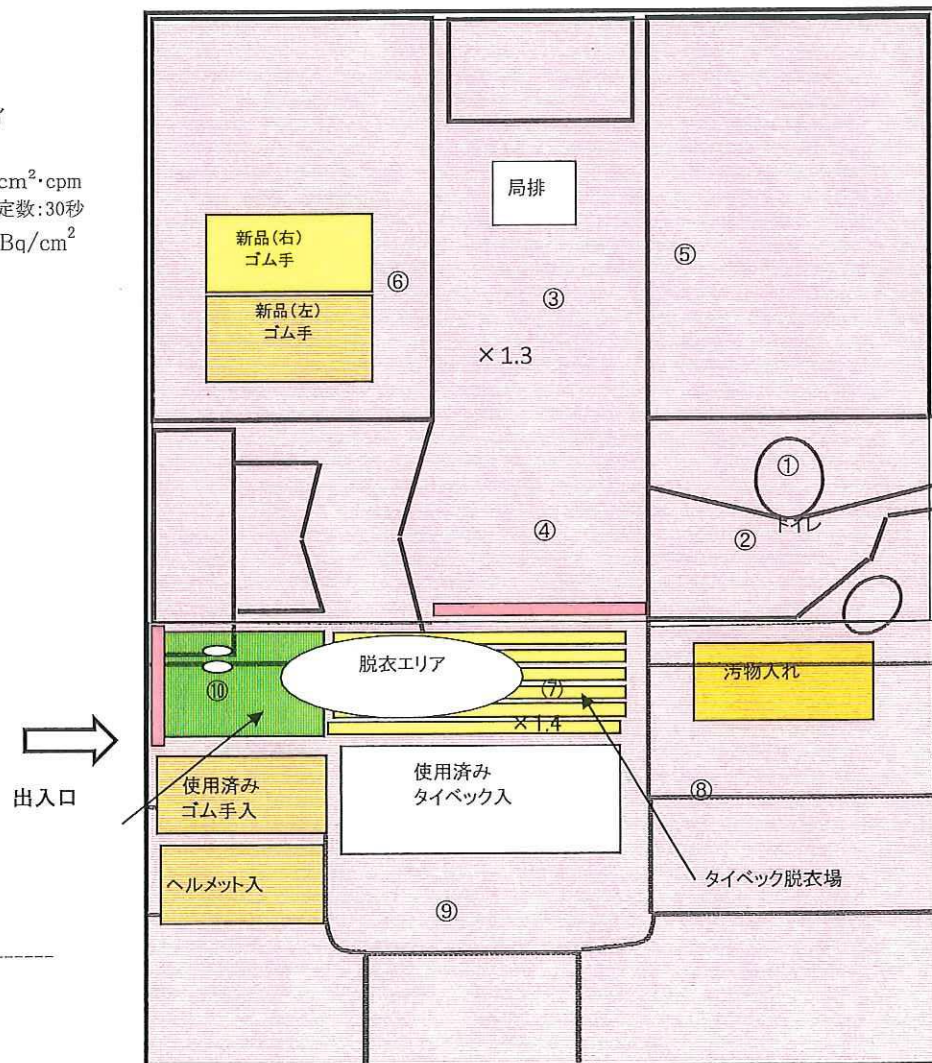 cm²・cpm
定数:30秒
Bq/cm²
局排
新品(右)
ゴム手
新品(左)
ゴム手
⑥
③
⑤
×1.3
①
トイレ
②
④
脱衣エリア
(7)
×1.4
⑩
汚物入れ
出入口
使用済み
ゴム手入
使用済み
タイベック入
⑧
ヘルメット入
タイベック脱衣場
⑨